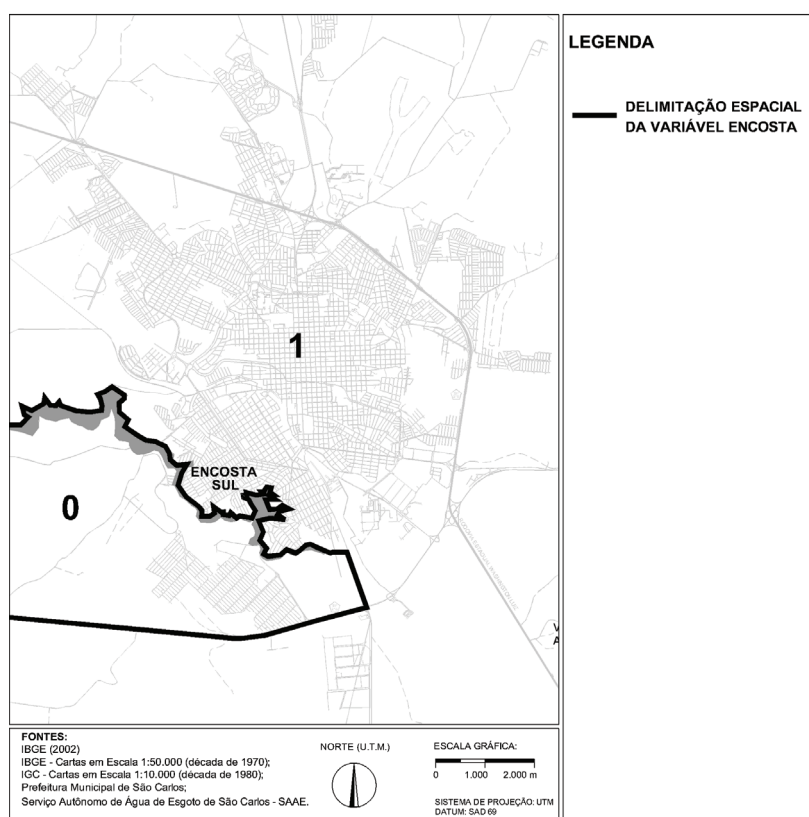 LEGENDA
DELIMITAÇÃO ESPACIAL
DA VARIÁVEL ENCOSTA
1
ENCOSTA
SUL
0
FONTES:
IBGE (2002)
IBGE - Cartas em Escala 1:50.000 (década de 1970);
IGC - Cartas em Escala 1:10.000 (década de 1980);
Prefeitura Municipal de São Carlos;
Serviço Autônomo de Água de Esgoto de São Carlos - SAAE.
NORTE (U.T.M.)
ESCALA GRÁFICA:
0 1.000 2.000 m
SISTEMA DE PROJEÇÃO: UTM
DATUM: SAD 69